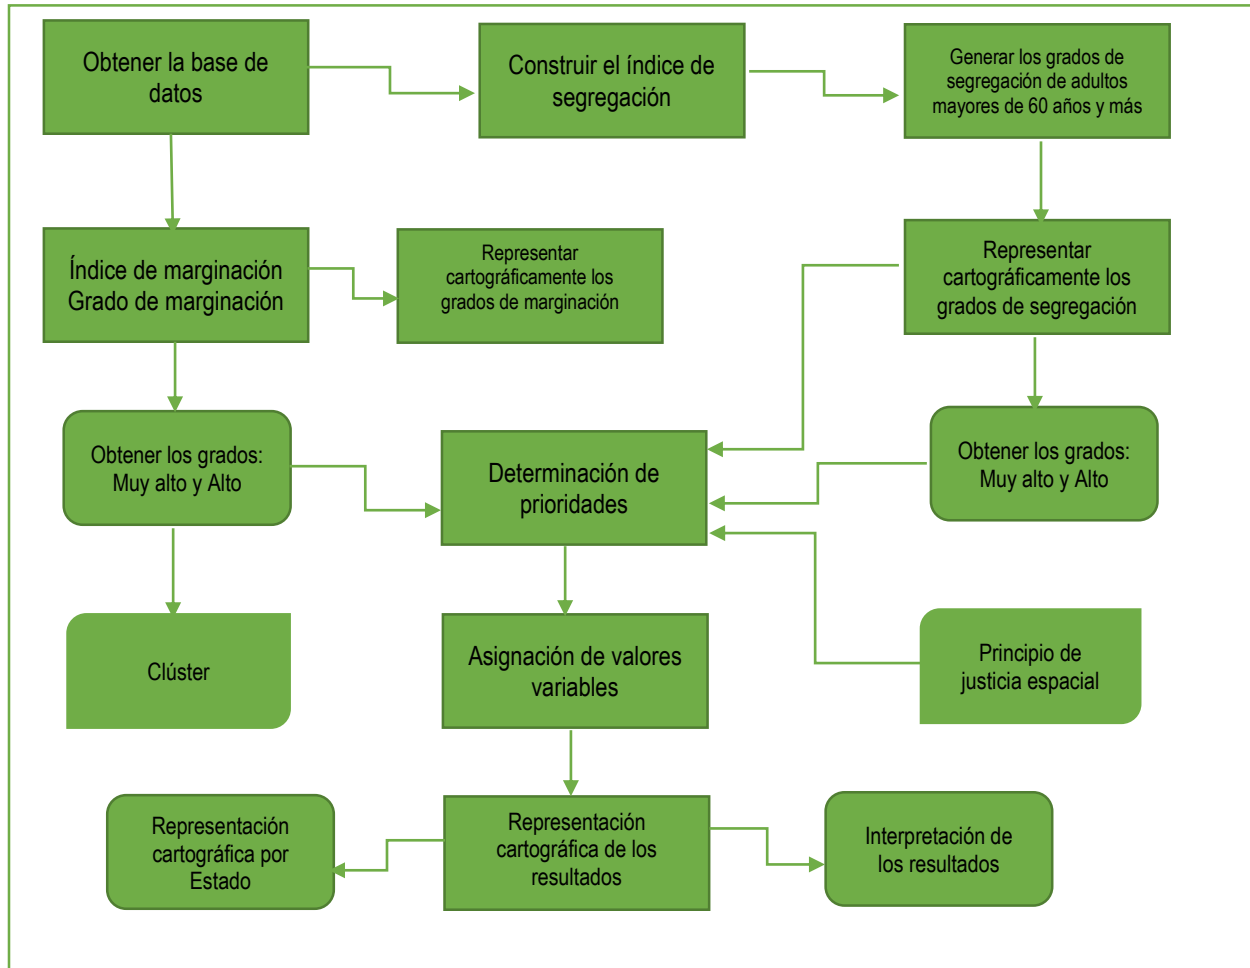 Obtener la base de
datos
Construir el índice de
segregación
Generar los grados de
segregación de adultos
mayores de 60 años y más
Índice de marginación
Grado de marginación
Representar
cartográficamente los
grados de marginación
Representar
cartográficamente los
grados de segregación
Obtener los grados:
Muy alto y Alto
Determinación de
prioridades
Obtener los grados:
Muy alto y Alto
Clúster
Asignación de valores
variables
Principio de
justicia espacial
Representación
cartográfica por
Estado
Representación
cartográfica de los
resultados
Interpretación de
los resultados